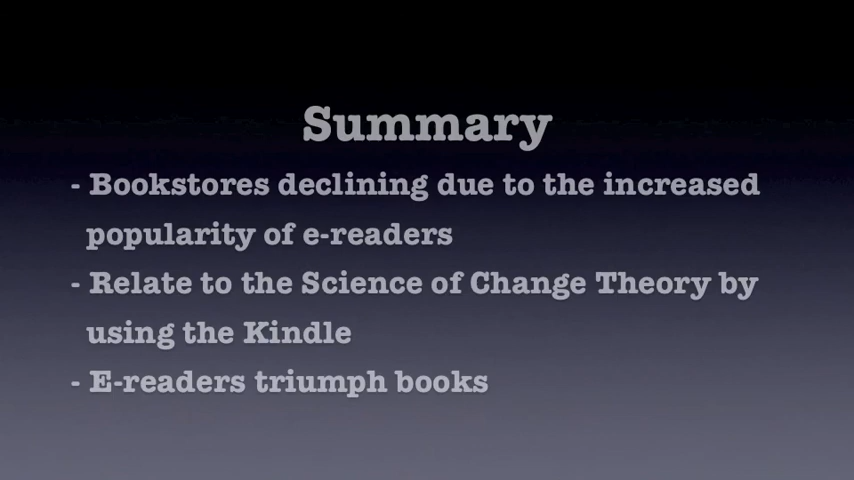 Summary
- Bookstores declining due to the increased
popularity of e-readers
- Relate to the Science of Change Theory by
using the Kindle
- E-readers triumph books